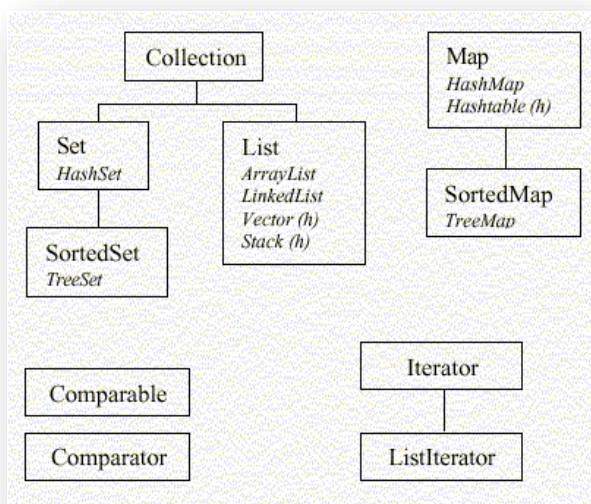 Collection
Set
HashSet
SortedSet
TreeSet
List
ArrayList
LinkedList
Vector (h)
Stack (h)
Map
HashMap
Hashtable (h)
SortedMap
TreeMap
Comparable
Comparator
Iterator
ListIterator